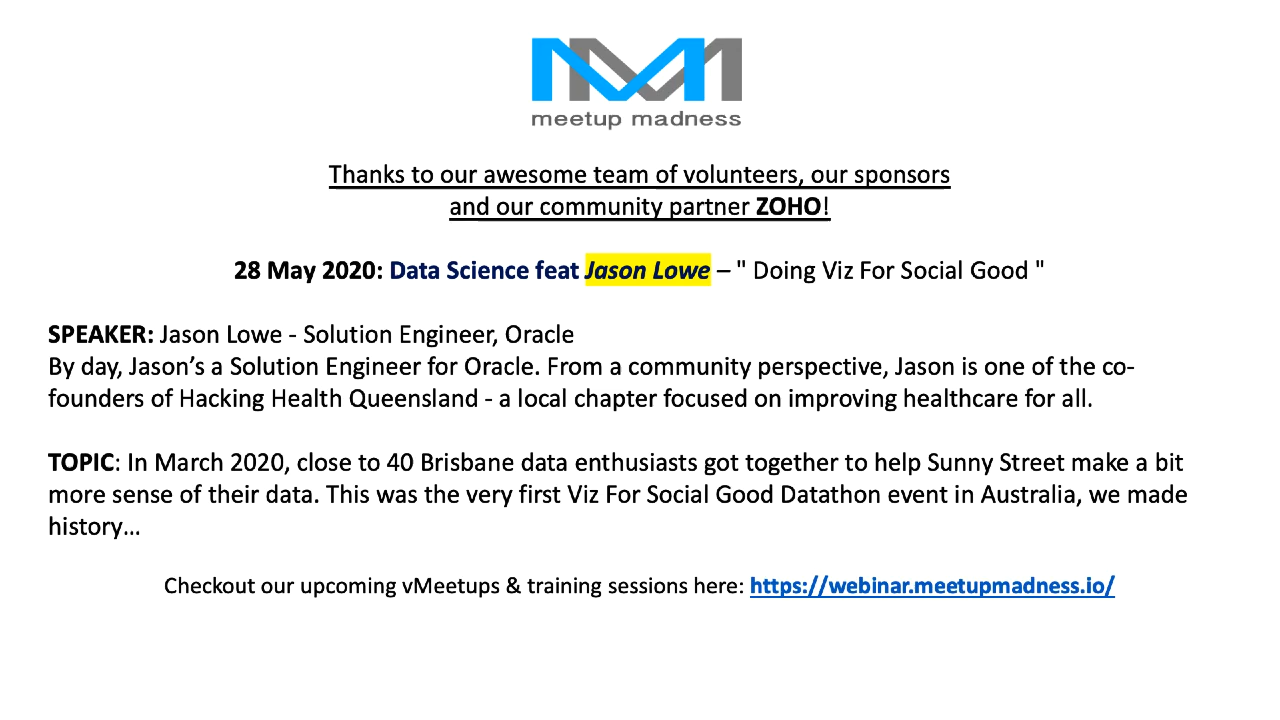 meetup madness
Thanks to our awesome team of volunteers, our sponsors
and our community partner ZOHO!
28 May 2020: Data Science feat Jason Lowe – " Doing Viz For Social Good "
SPEAKER: Jason Lowe - Solution Engineer, Oracle
By day, Jason’s a Solution Engineer for Oracle. From a community perspective, Jason is one of the co-
founders of Hacking Health Queensland - a local chapter focused on improving healthcare for all.
TOPIC: In March 2020, close to 40 Brisbane data enthusiasts got together to help Sunny Street make a bit
more sense of their data. This was the very first Viz For Social Good Datathon event in Australia, we made
history…
Checkout our upcoming vMeetups & training sessions here: https://webinar.meetupmadness.io/